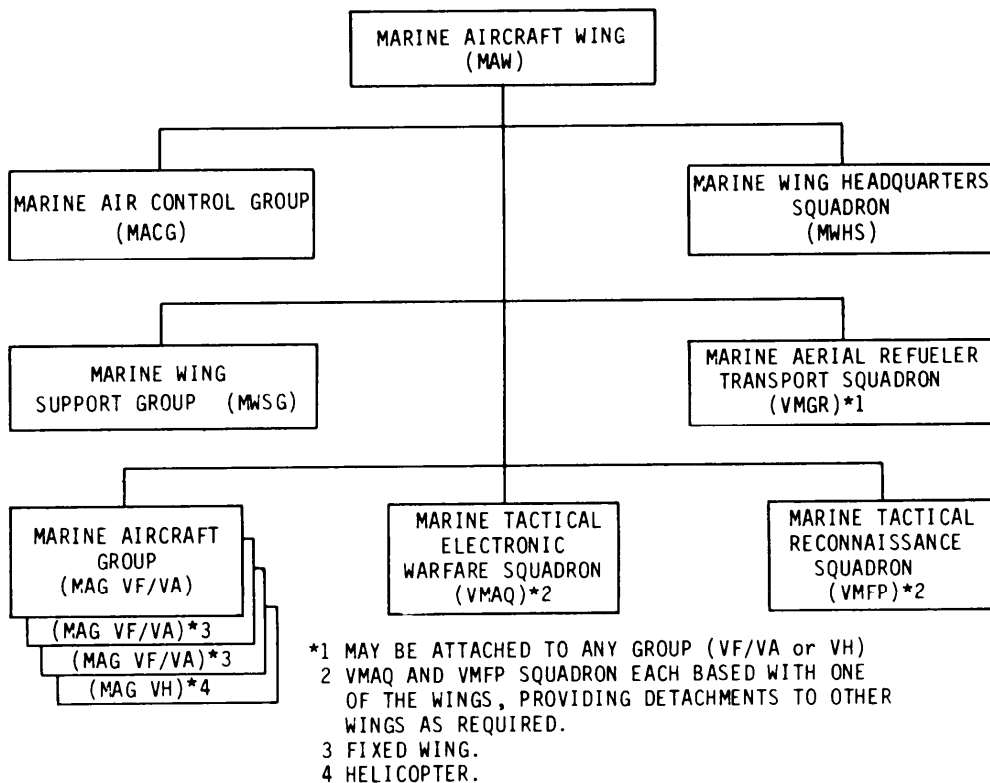 MARINE AIRCRAFT WING
(MAW)
MARINE AIR CONTROL GROUP
(MACG)
MARINE WING HEADQUARTERS
SQUADRON
(MWHS)
MARINE WING
SUPPORT GROUP (MWSG)
MARINE AERIAL REFUELER
TRANSPORT SQUADRON
(VMGR)*1
MARINE AIRCRAFT
GROUP
(MAG VF/VA)
(MAG VF/VA)*3
(MAG VF/VA)*3
(MAG VH)*4
MARINE TACTICAL
ELECTRONIC
WARFARE SQUADRON
(VMAQ)*2
MARINE TACTICAL
RECONNAISSANCE
SQUADRON
(VMFP)*2
*1 MAY BE ATTACHED TO ANY GROUP (VF/VA or VH)
2 VMAQ AND VMFP SQUADRON EACH BASED WITH ONE
OF THE WINGS, PROVIDING DETACHMENTS TO OTHER
WINGS AS REQUIRED.
3 FIXED WING.
4 HELICOPTER.